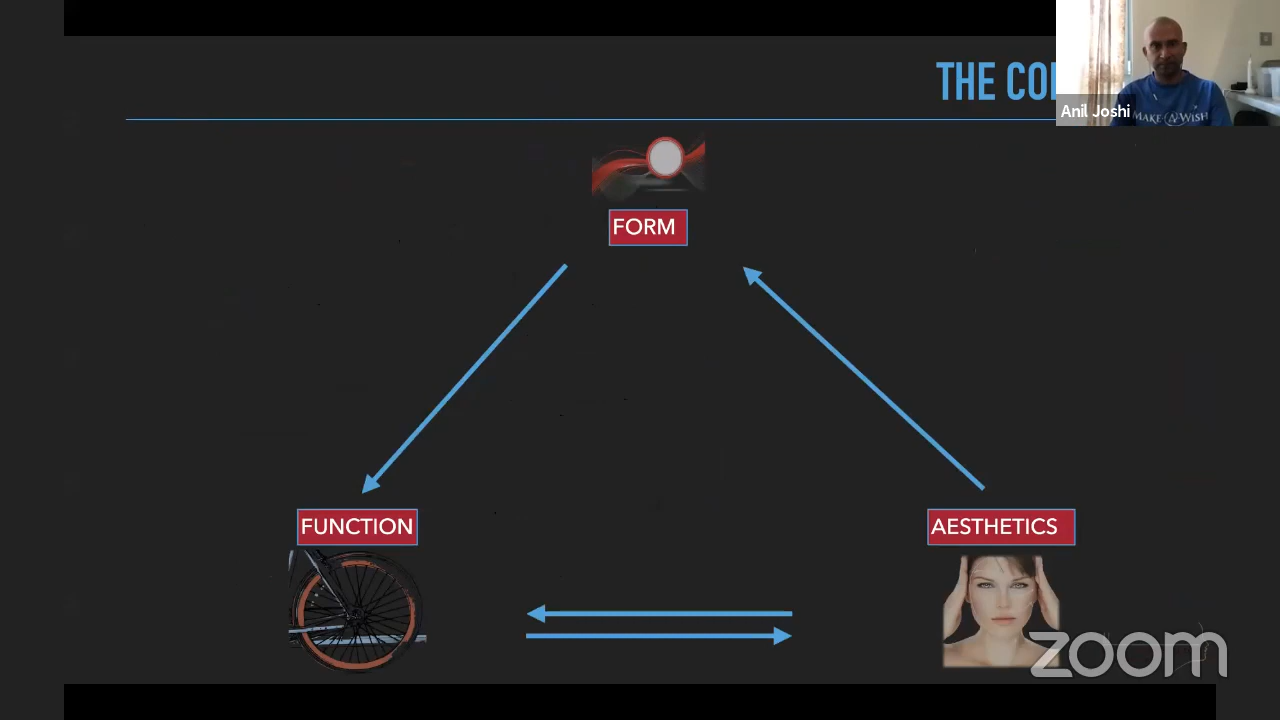 THE CO
Anil Joshi
MAKE A WISH
FORM
FUNCTION
AESTHETICS
zoom